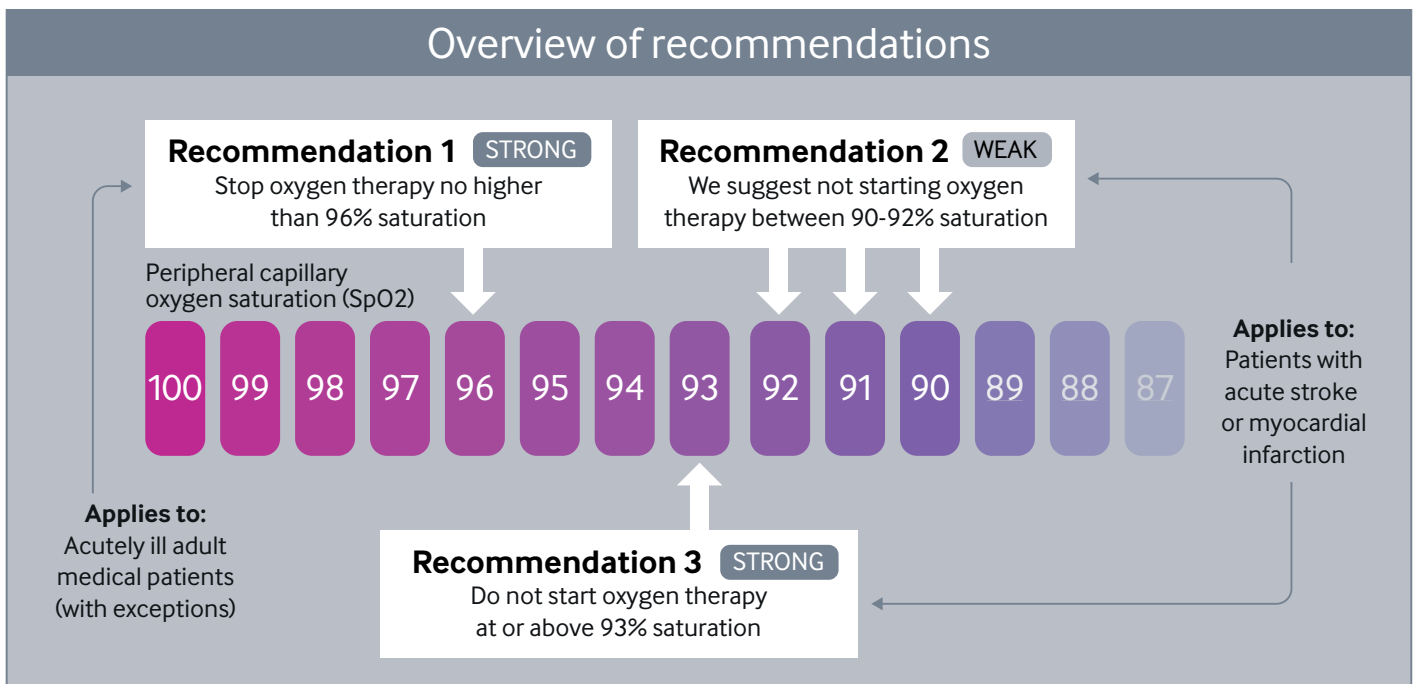 Overview of recommendations
Recommendation 1 STRONG
Stop oxygen therapy no higher
than 96% saturation
Recommendation 2 WEAK
We suggest not starting oxygen
therapy between 90-92% saturation
Peripheral capillary
oxygen saturation (SpO2)
100 99 98 97 96 95 94 93 92 91 90 89 88 87
Applies to:
Patients with
acute stroke
or myocardial
infarction
Applies to:
Acutely ill adult
medical patients
(with exceptions)
Recommendation 3 STRONG
Do not start oxygen therapy
at or above 93% saturation